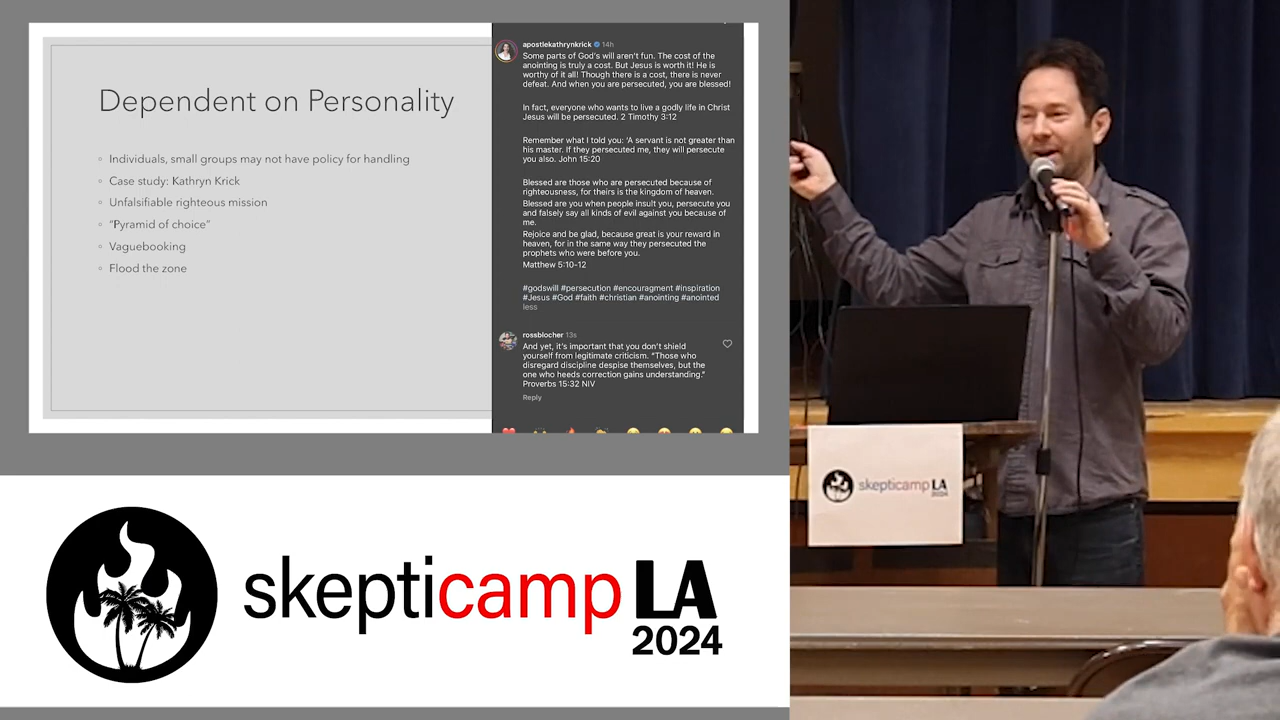 Dependent on Personality
Individuals, small groups may not have policy for handling
Case study: Kathryn Krick
Unfalsifiable righteous mission
“Pyramid of choice”
Vaguebooking
Flood the zone
apostlekathrynkrick 14h
Some parts of God's will aren't fun. The cost of the
anointing is truly a cost. But Jesus is worth it! He is
worthy of it all! Though there is a cost, there is never
defeat. And when you are persecuted, you are blessed!
In fact, everyone who wants to live a godly life in Christ
Jesus will be persecuted. 2 Timothy 3:12
Remember what I told you: 'A servant is not greater than
his master. If they persecuted me, they will persecute
you also. John 15:20
Blessed are those who are persecuted because of
righteousness, for theirs is the kingdom of heaven.
Blessed are you when people insult you, persecute you
and falsely say all kinds of evil against you because of
me.
Rejoice and be glad, because great is your reward in
heaven, for in the same way they persecuted the
prophets who were before you.
Matthew 5:10-12
#godswill #persecution #encouragment #inspiration
#Jesus #God #faith #christian #anointing #anointed
less
rossblocher 13s
And yet, it's important that you don't shield
yourself from legitimate criticism. “Those who
disregard discipline despise themselves, but the
one who heeds correction gains understanding.”
Proverbs 15:32 NIV
Reply
skepticamp LA
2024
skepticamp LA
2024